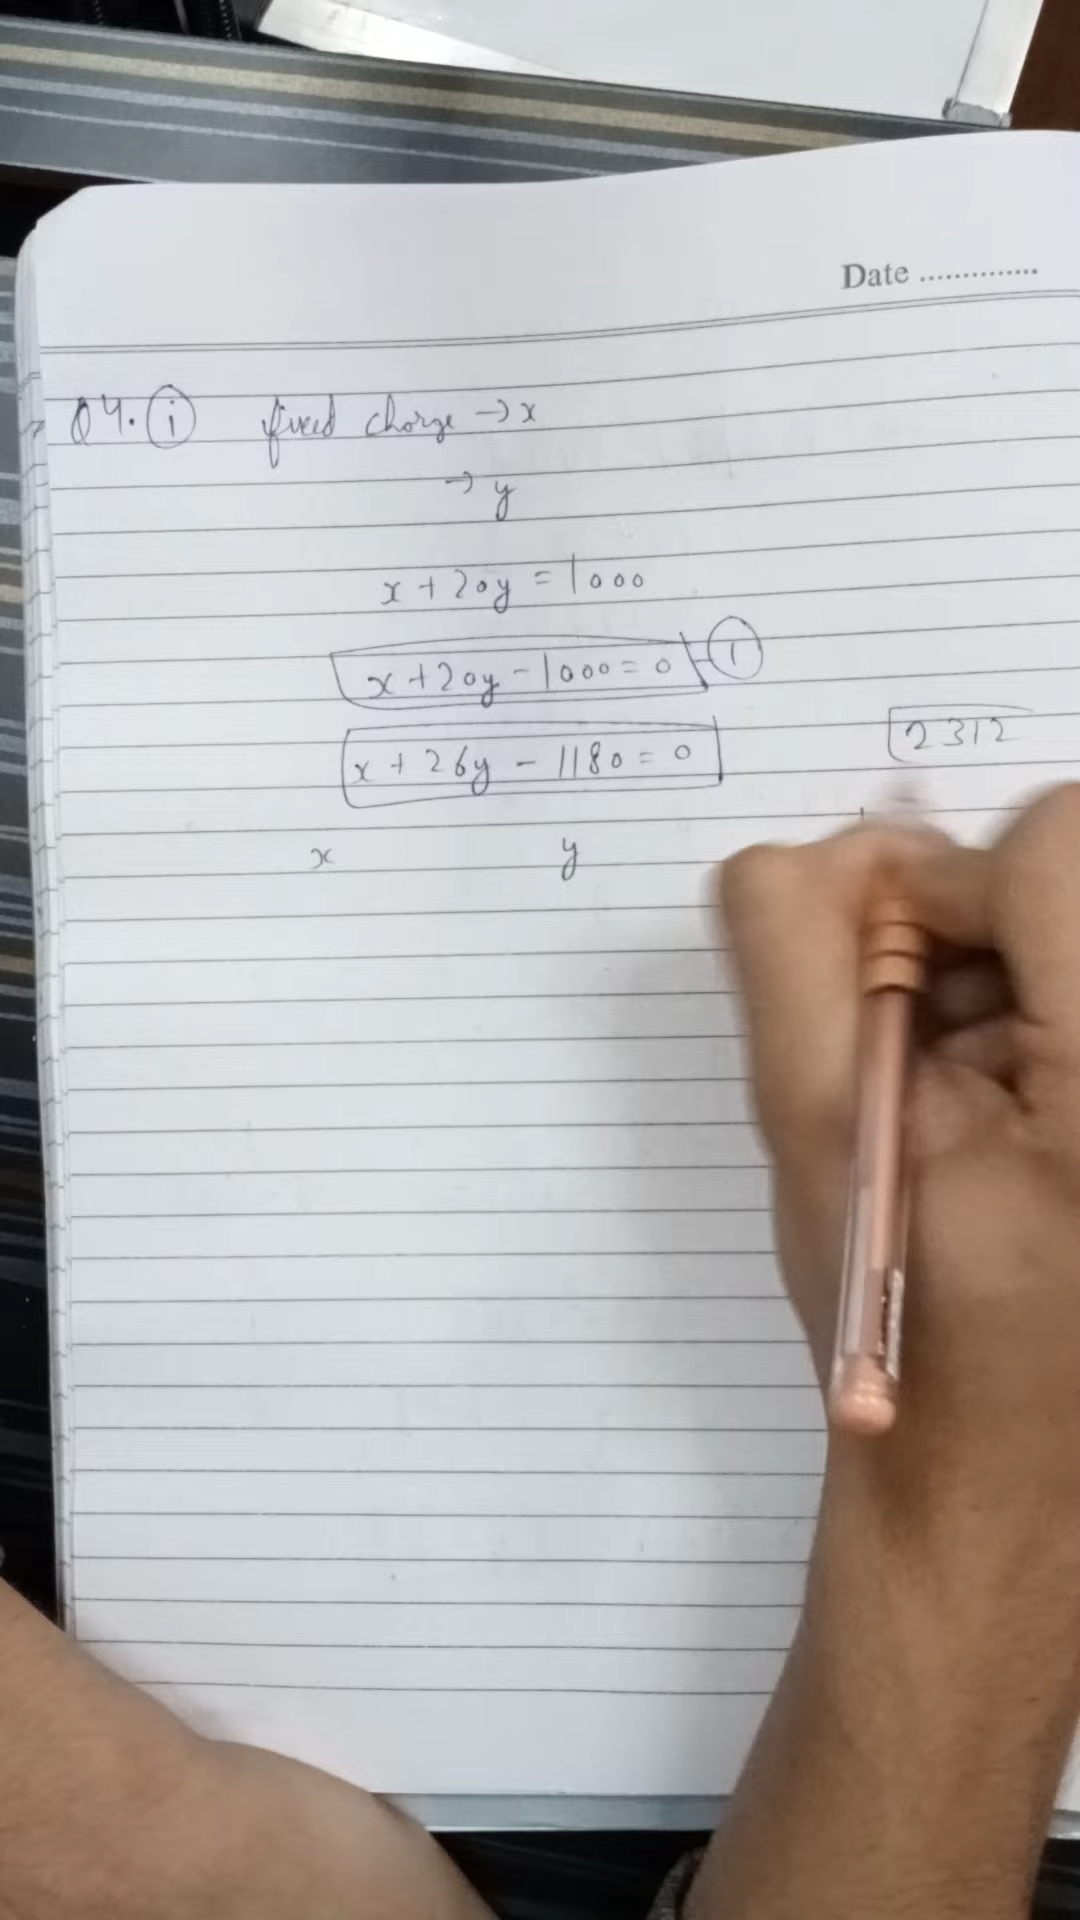 Date ..............
Q4. i fixed charge → x
→ y
x + 20y = 1000
x + 20y - 1000 = 0 - 1
x + 26y - 1180 = 0
2312
x y